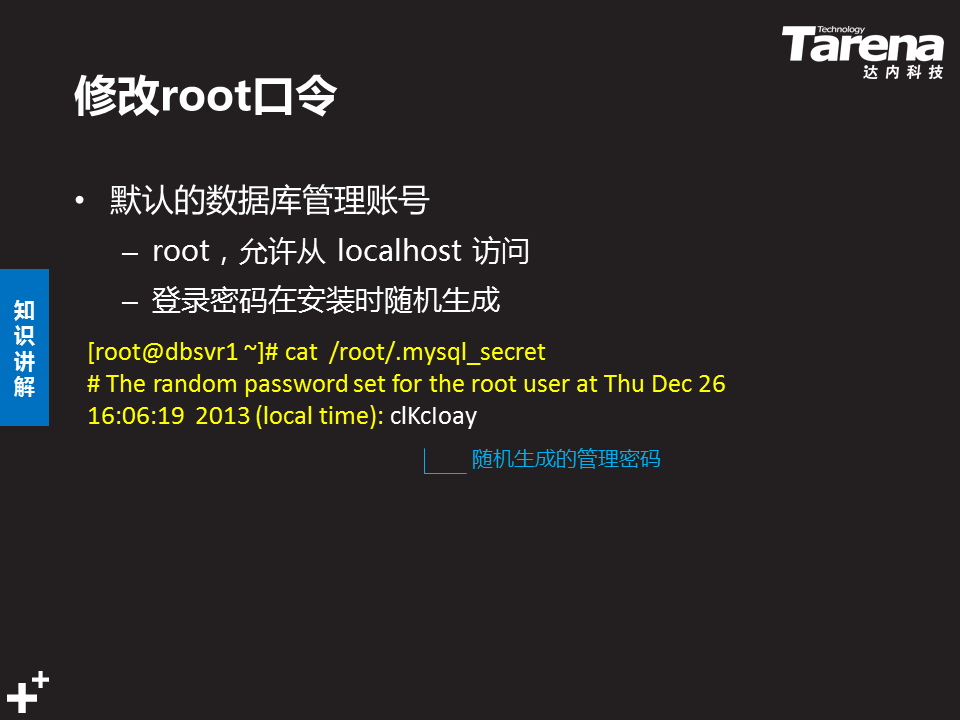 Technology
Tarena
达内科技
修改root口令
• 默认的数据库管理账号
– root，允许从 localhost 访问
– 登录密码在安装时随机生成
知识讲解
[root@dbsvr1 ~]# cat /root/.mysql_secret
# The random password set for the root user at Thu Dec 26
16:06:19 2013 (local time): clKcIoay
随机生成的管理密码